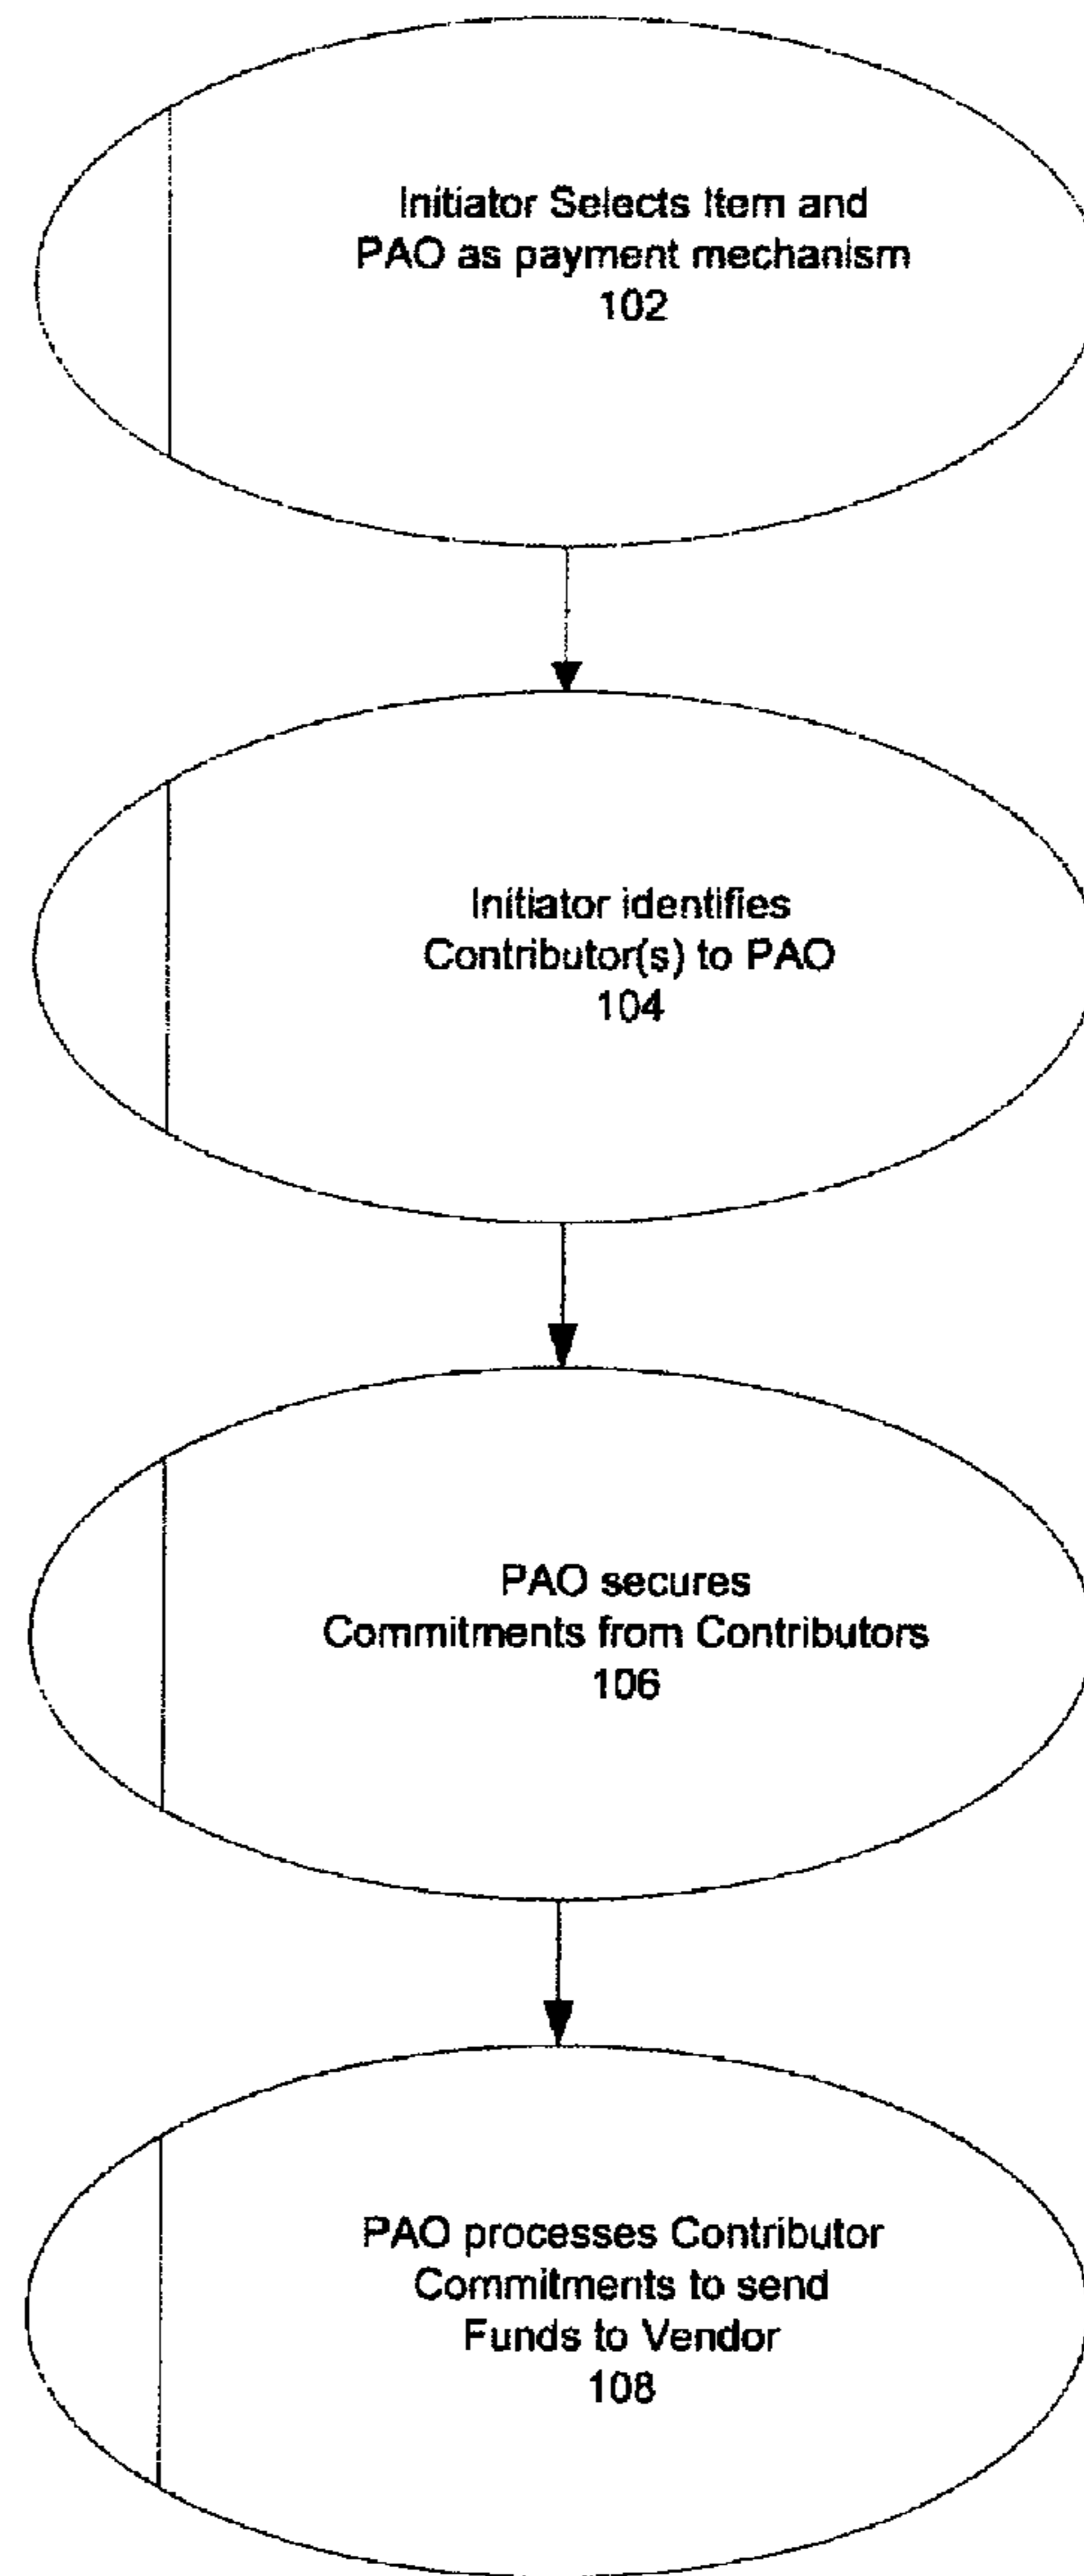 Initiator Selects Item and
PAO as payment mechanism
102
Initiator identifies
Contributor(s) to PAO
104
PAO secures
Commitments from Contributors
106
PAO processes Contributor
Commitments to send
Funds to Vendor
108